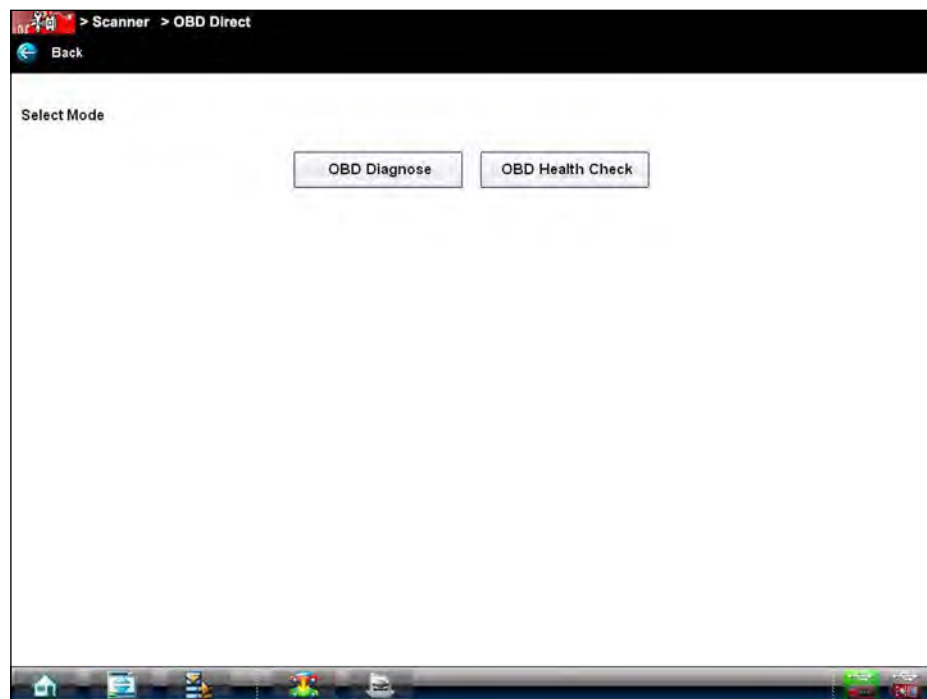 > Scanner > OBD Direct
Back
Select Mode
OBD Diagnose
OBD Health Check